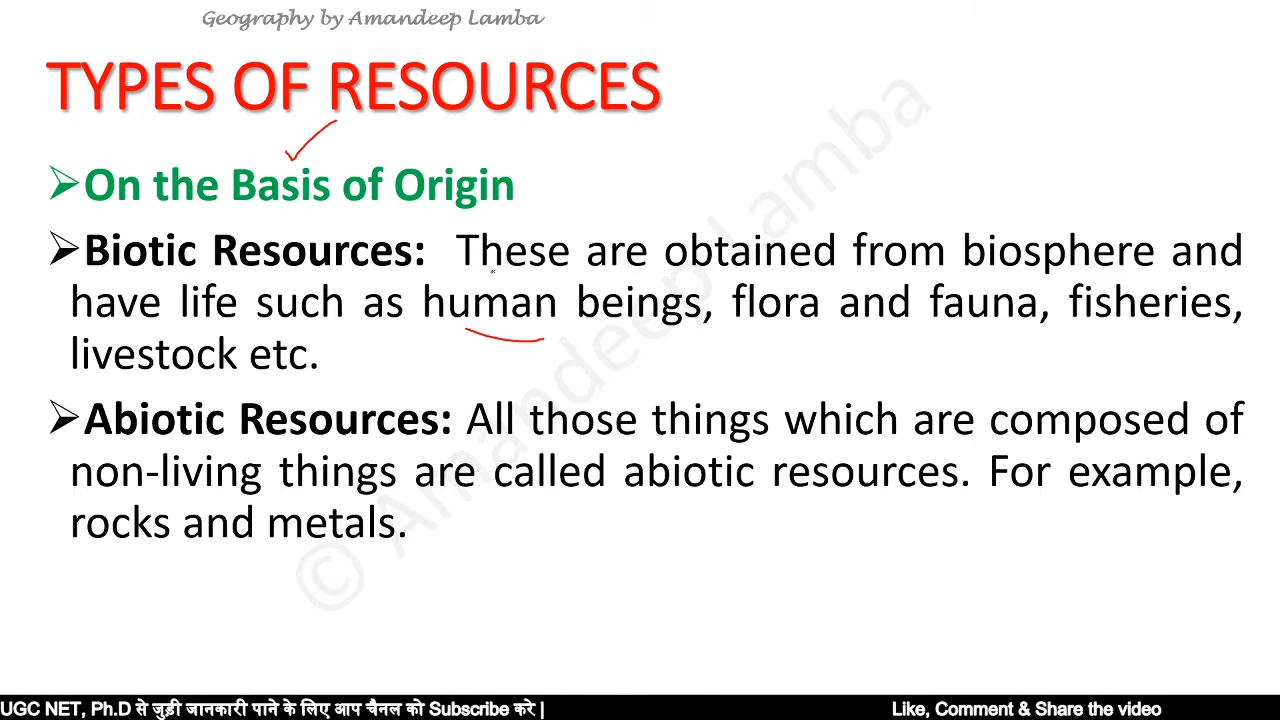 Geography by Amandeep Lamba
TYPES OF RESOURCES
➢On the Basis of Origin
➢Biotic Resources: These are obtained from biosphere and
have life such as human beings, flora and fauna, fisheries,
livestock etc.
➢Abiotic Resources: All those things which are composed of
non-living things are called abiotic resources. For example,
rocks and metals.
© Amandeep Lamba
UGC NET, Ph.D से जुड़ी जानकारी पाने के लिए आप चैनल को Subscribe करे | Like, Comment & Share the video